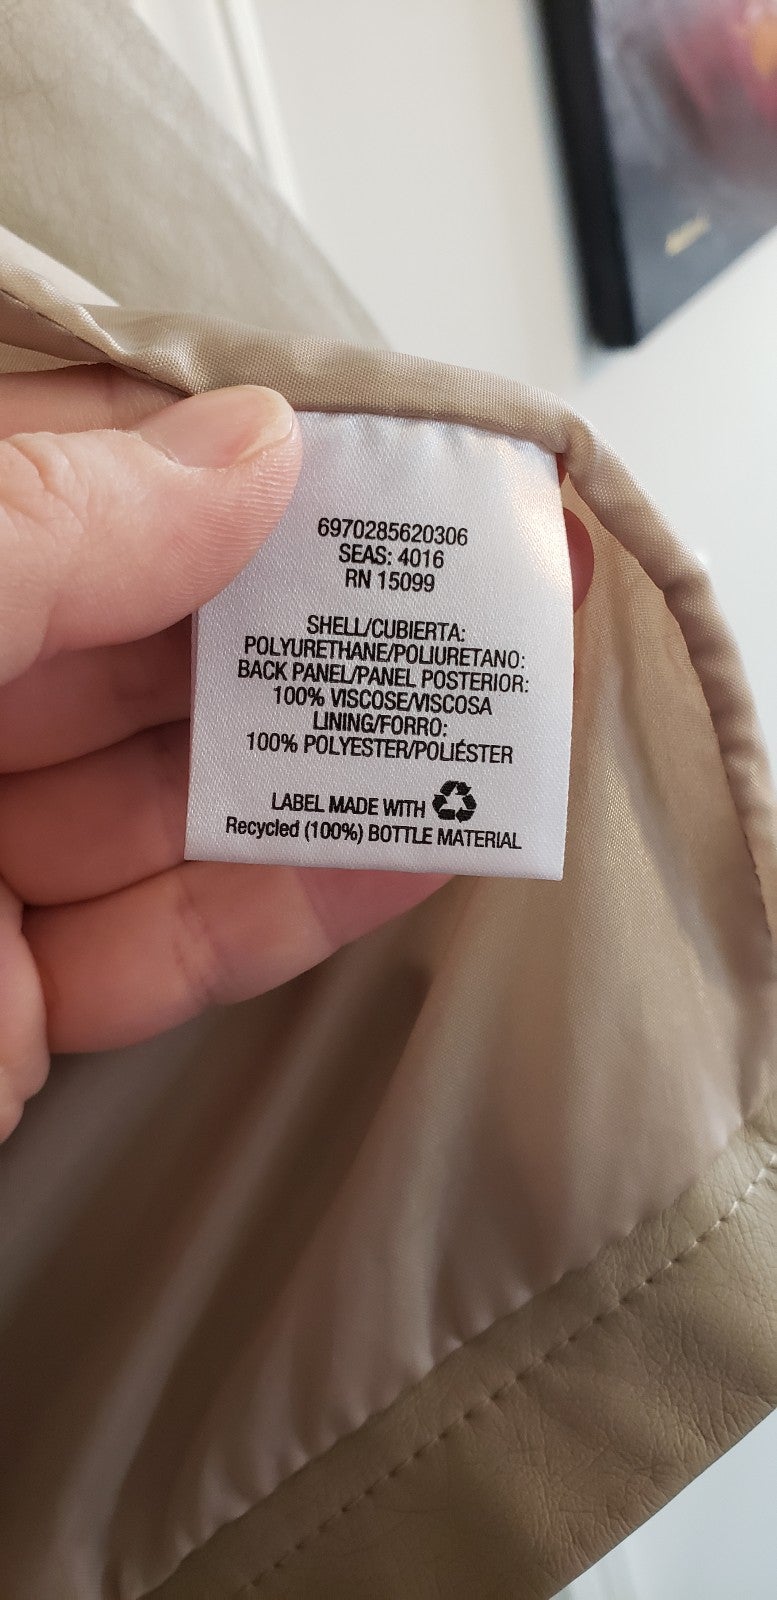 6970285620306
SEAS: 4016
RN 15099
SHELL/CUBIERTA:
POLYURETHANE/POLIURETANO:
BACK PANEL/PANEL POSTERIOR:
100% VISCOSE/VISCOSA
LINING/FORRO:
100% POLYESTER/POLIÉSTER
LABEL MADE WITH
Recycled (100%) BOTTLE MATERIAL